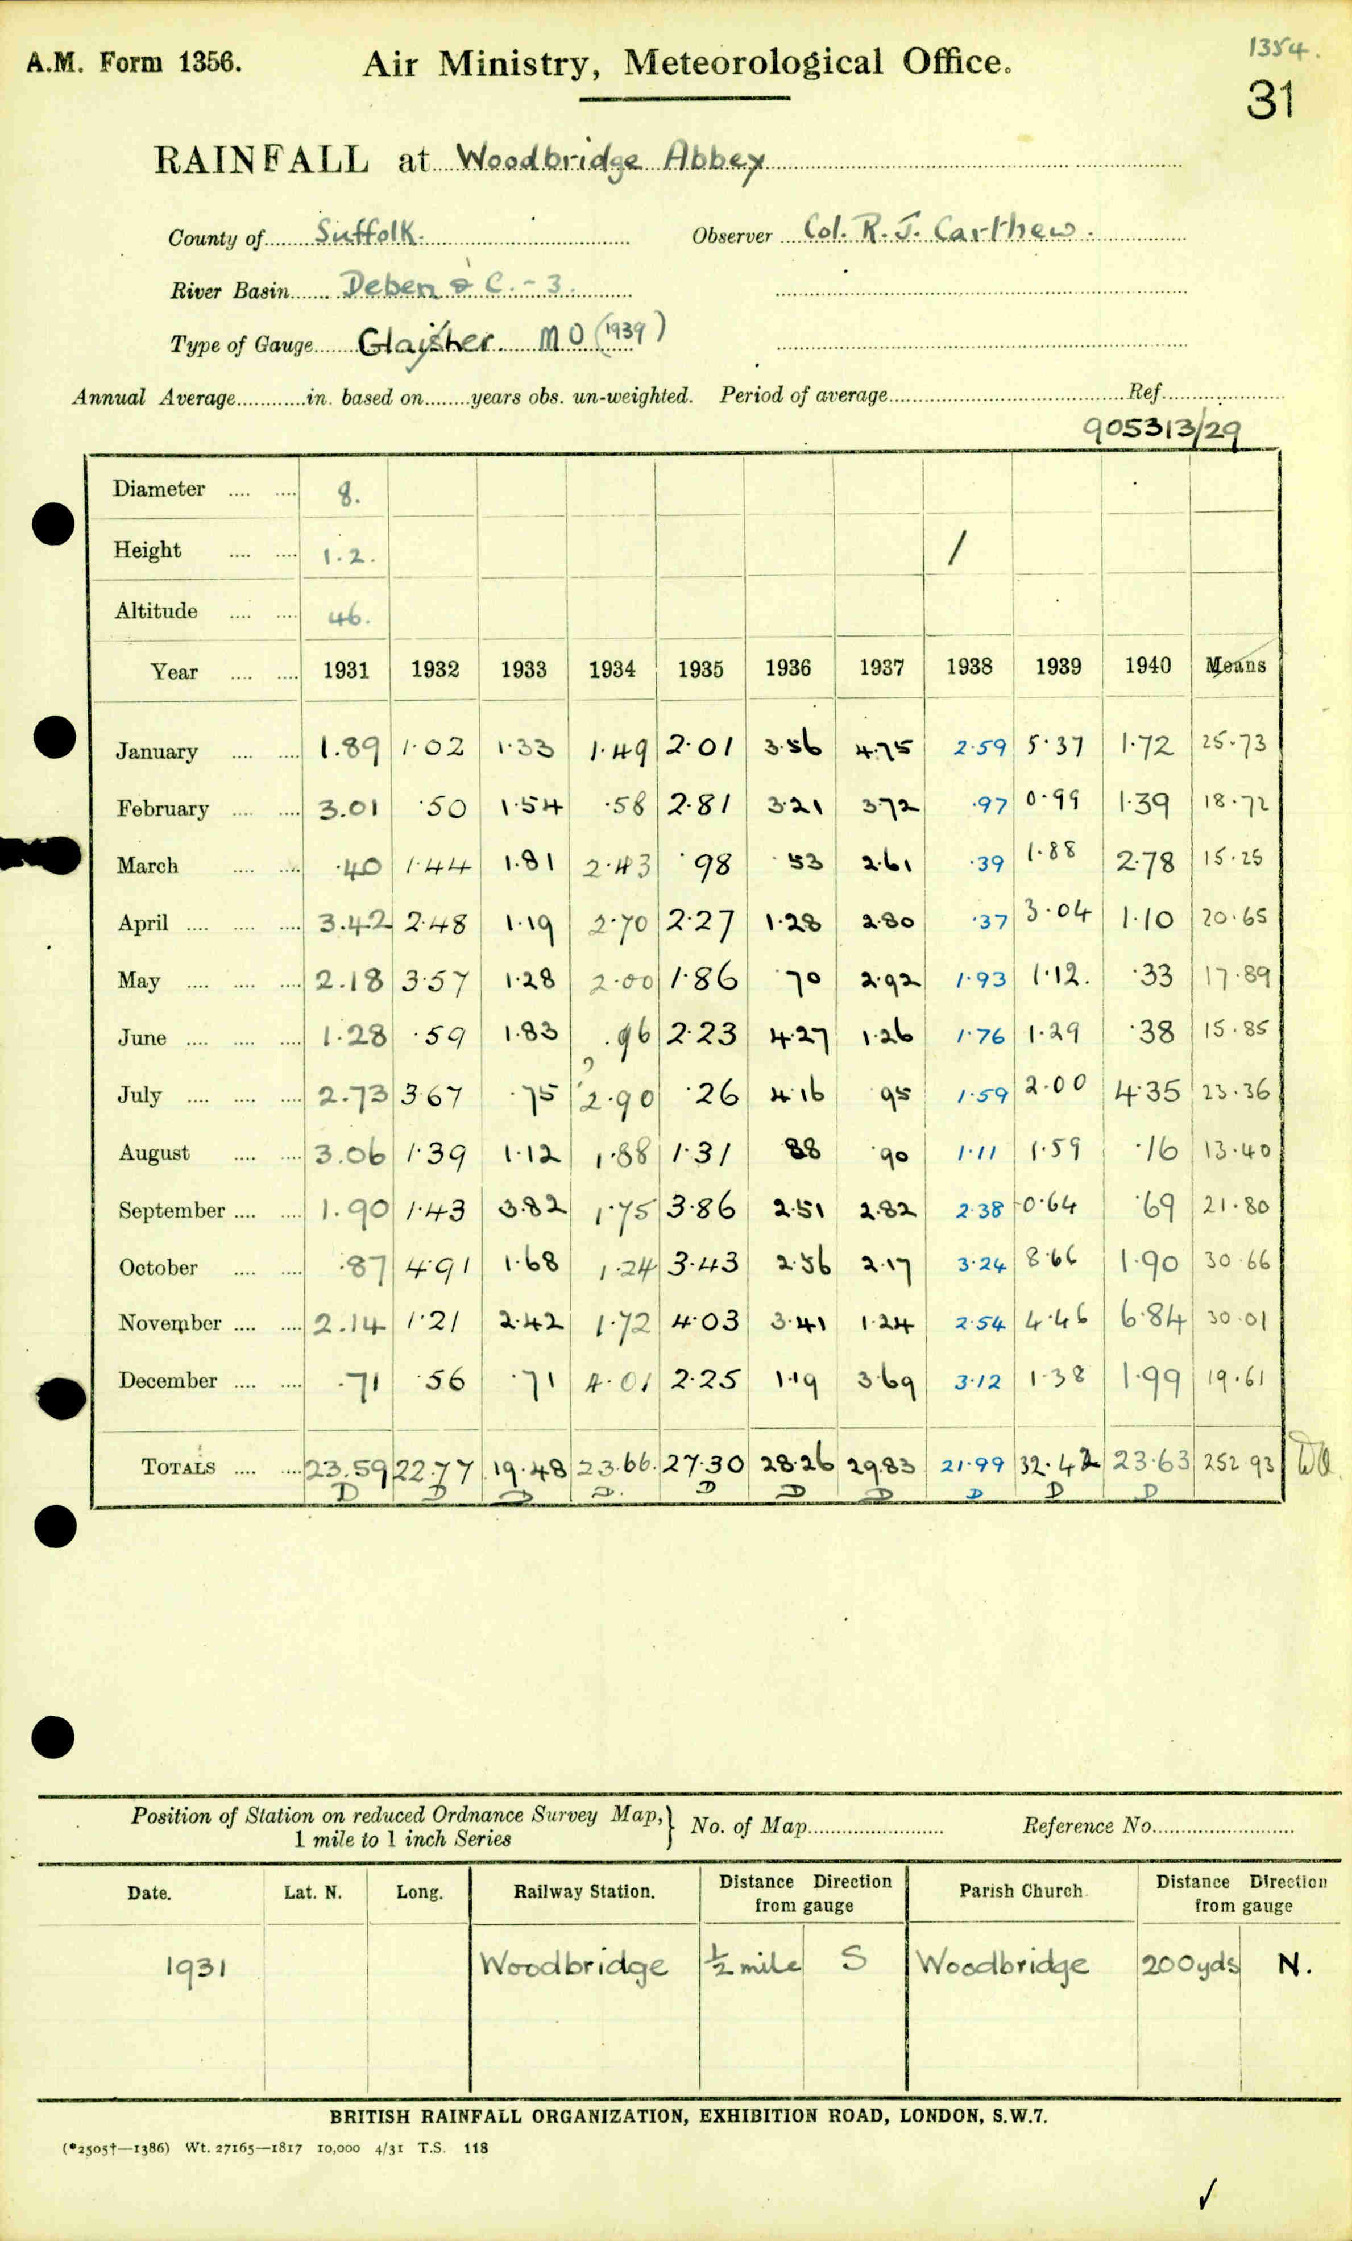 1354.
A.M. Form 1356. Air Ministry, Meteorological Office.
31
RAINFALL at Woodbridge Abbey
County of Suffolk. Observer Col. R. J. Carthew.
River Basin Deben & C. - 3.
Type of Gauge Glaisher. M O (1939)
Annual Average in. based on years obs. un-weighted. Period of average Ref.
905313/29
Diameter 8.
Height 1.2. /
Altitude 46.
Year 1931 1932 1933 1934 1935 1936 1937 1938 1939 1940 Means
January 1.89 1.02 1.33 1.49 2.01 3.56 4.75 2.59 5.37 1.72 25.73
February 3.01 .50 1.54 .58 2.81 3.21 3.72 .97 0.99 1.39 18.72
March .40 1.44 1.81 2.43 .98 .53 2.61 .39 1.88 2.78 15.25
April 3.42 2.48 1.19 2.70 2.27 1.28 2.80 .37 3.04 1.10 20.65
May 2.18 3.57 1.28 2.00 1.86 .70 2.92 1.93 1.12. .33 17.89
June 1.28 .59 1.83 .96 2.23 4.27 1.26 1.76 1.29 .38 15.85
July 2.73 3.67 .75 2.90 .26 4.16 .95 1.59 2.00 4.35 23.36
August 3.06 1.39 1.12 1.88 1.31 .88 .90 1.11 1.59 .16 13.40
September 1.90 1.43 3.82 1.75 3.86 2.51 2.82 2.38 0.64 .69 21.80
October .87 4.91 1.68 1.24 3.43 2.56 2.17 3.24 8.66 1.90 30.66
November 2.14 1.21 2.42 1.72 4.03 3.41 1.24 2.54 4.46 6.84 30.01
December .71 .56 .71 4.01 2.25 1.19 3.69 3.12 1.38 1.99 19.61
TOTALS 23.59 22.77 19.48 23.66. 27.30 28.26 29.83 21.99 32.42 23.63 252 93
D D D D. D D D D D D
Position of Station on reduced Ordnance Survey Map, } No. of Map Reference No.
1 mile to 1 inch Series
Date. Lat. N. Long. Railway Station. Distance Direction from gauge Parish Church Distance Direction from gauge
1931 Woodbridge ½ mile S Woodbridge 200yds N.
BRITISH RAINFALL ORGANIZATION, EXHIBITION ROAD, LONDON, S.W.7.
(*2505†—1386) Wt. 27165—1817 10,000 4/31 T.S. 118